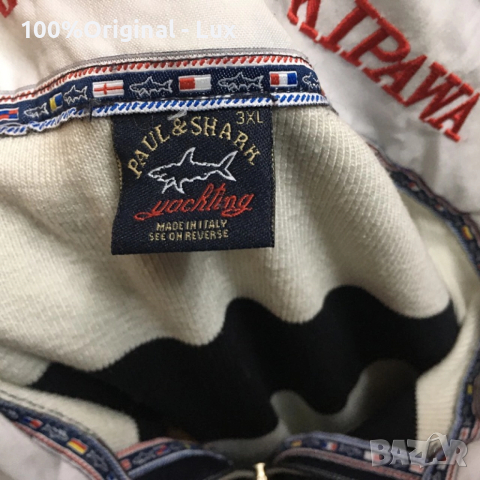 100%Original - Lux
KIPAWA
3XL
PAUL & SHARK
yachting
MADE IN ITALY
SEE ON REVERSE
BAZAR